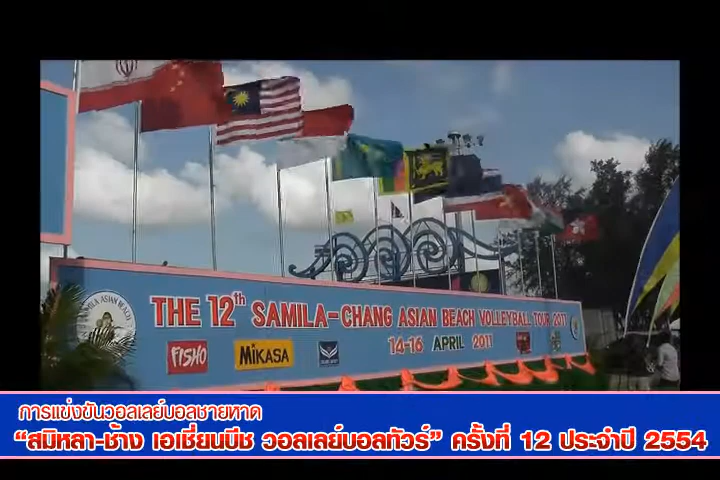 THE 12th SAMILA-CHANG ASIAN BEACH VOLLEYBALL TOUR 2011
14-16 APRIL 2011
SAMILA ASIAN BEACH
FISHO
MIKASA
การแข่งขันวอลเลย์บอลชายหาด
“สมิหลา-ช้าง เอเชี่ยนบีช วอลเลย์บอลทัวร์” ครั้งที่ 12 ประจำปี 2554